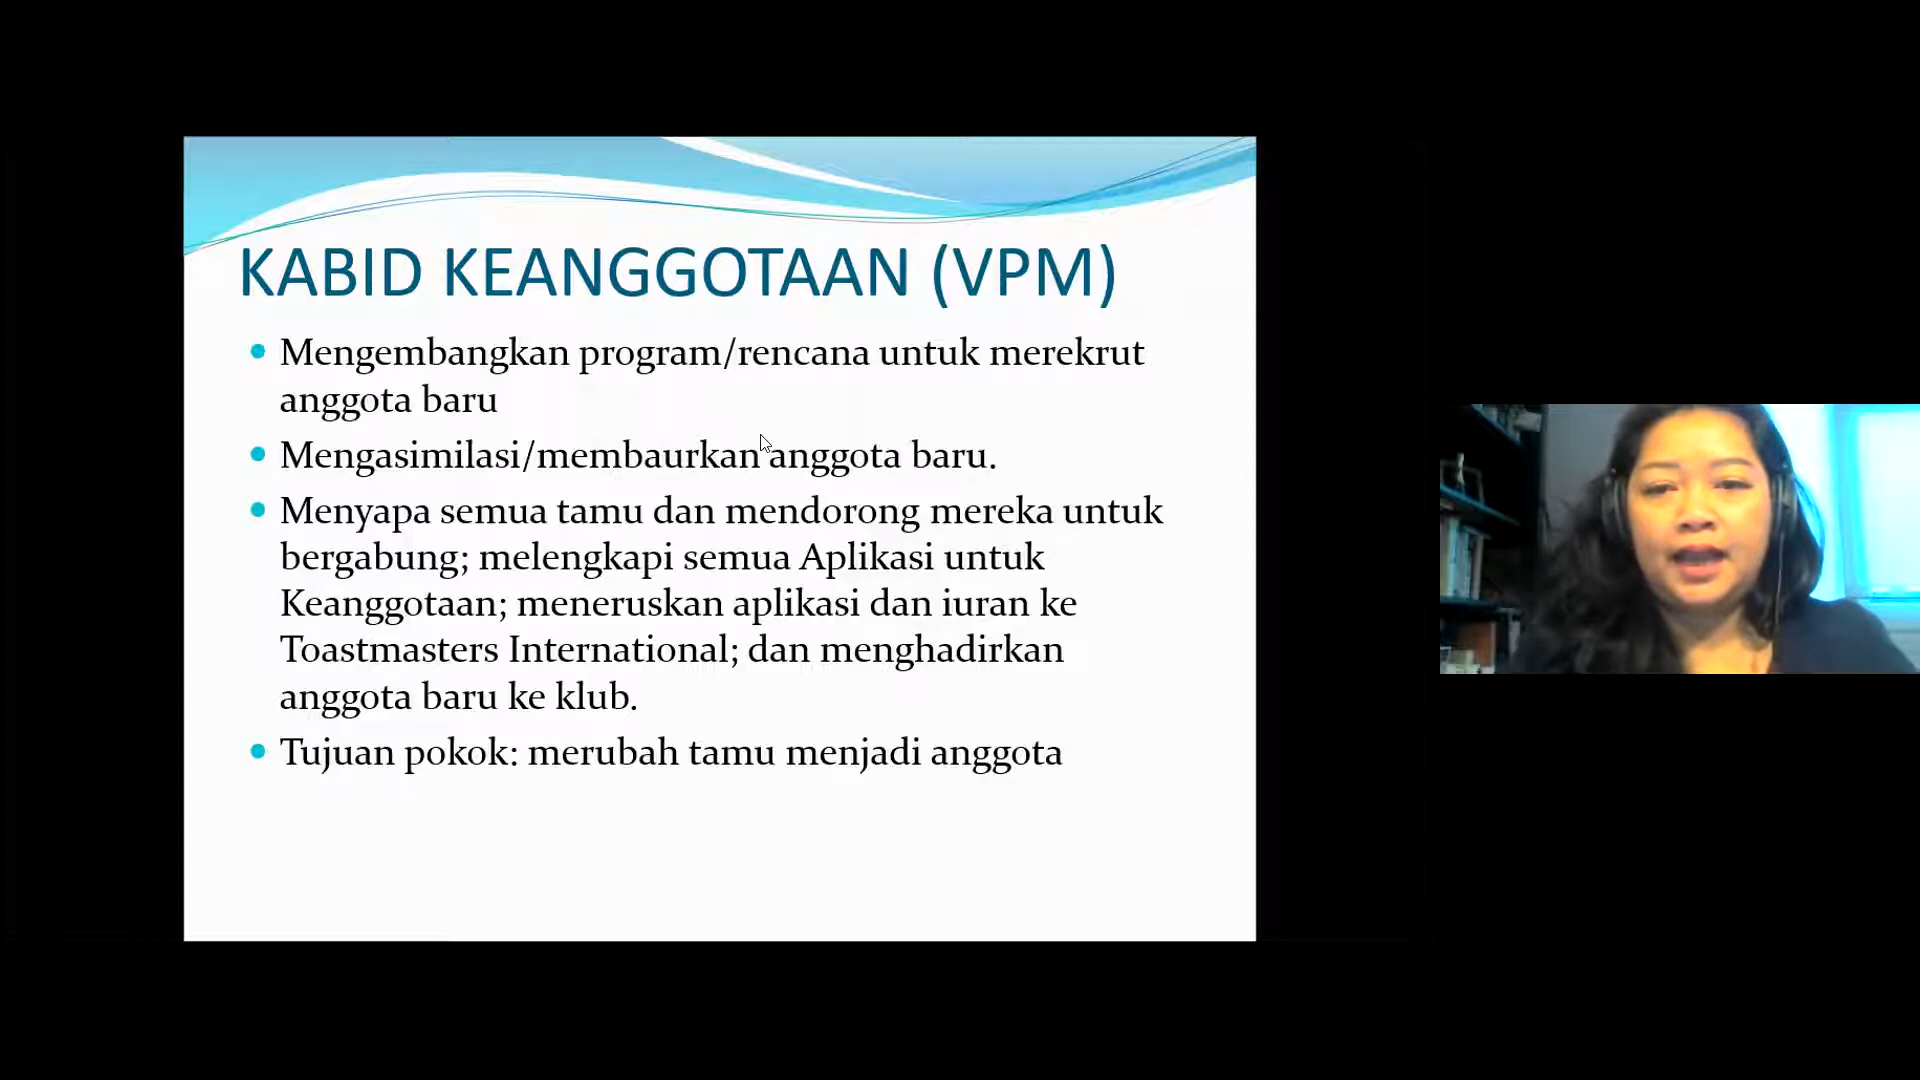 KABID KEANGGOTAAN (VPM)
Mengembangkan program/rencana untuk merekrut
anggota baru
Mengasimilasi/membaurkan anggota baru.
Menyapa semua tamu dan mendorong mereka untuk
bergabung; melengkapi semua Aplikasi untuk
Keanggotaan; meneruskan aplikasi dan iuran ke
Toastmasters International; dan menghadirkan
anggota baru ke klub.
Tujuan pokok: merubah tamu menjadi anggota